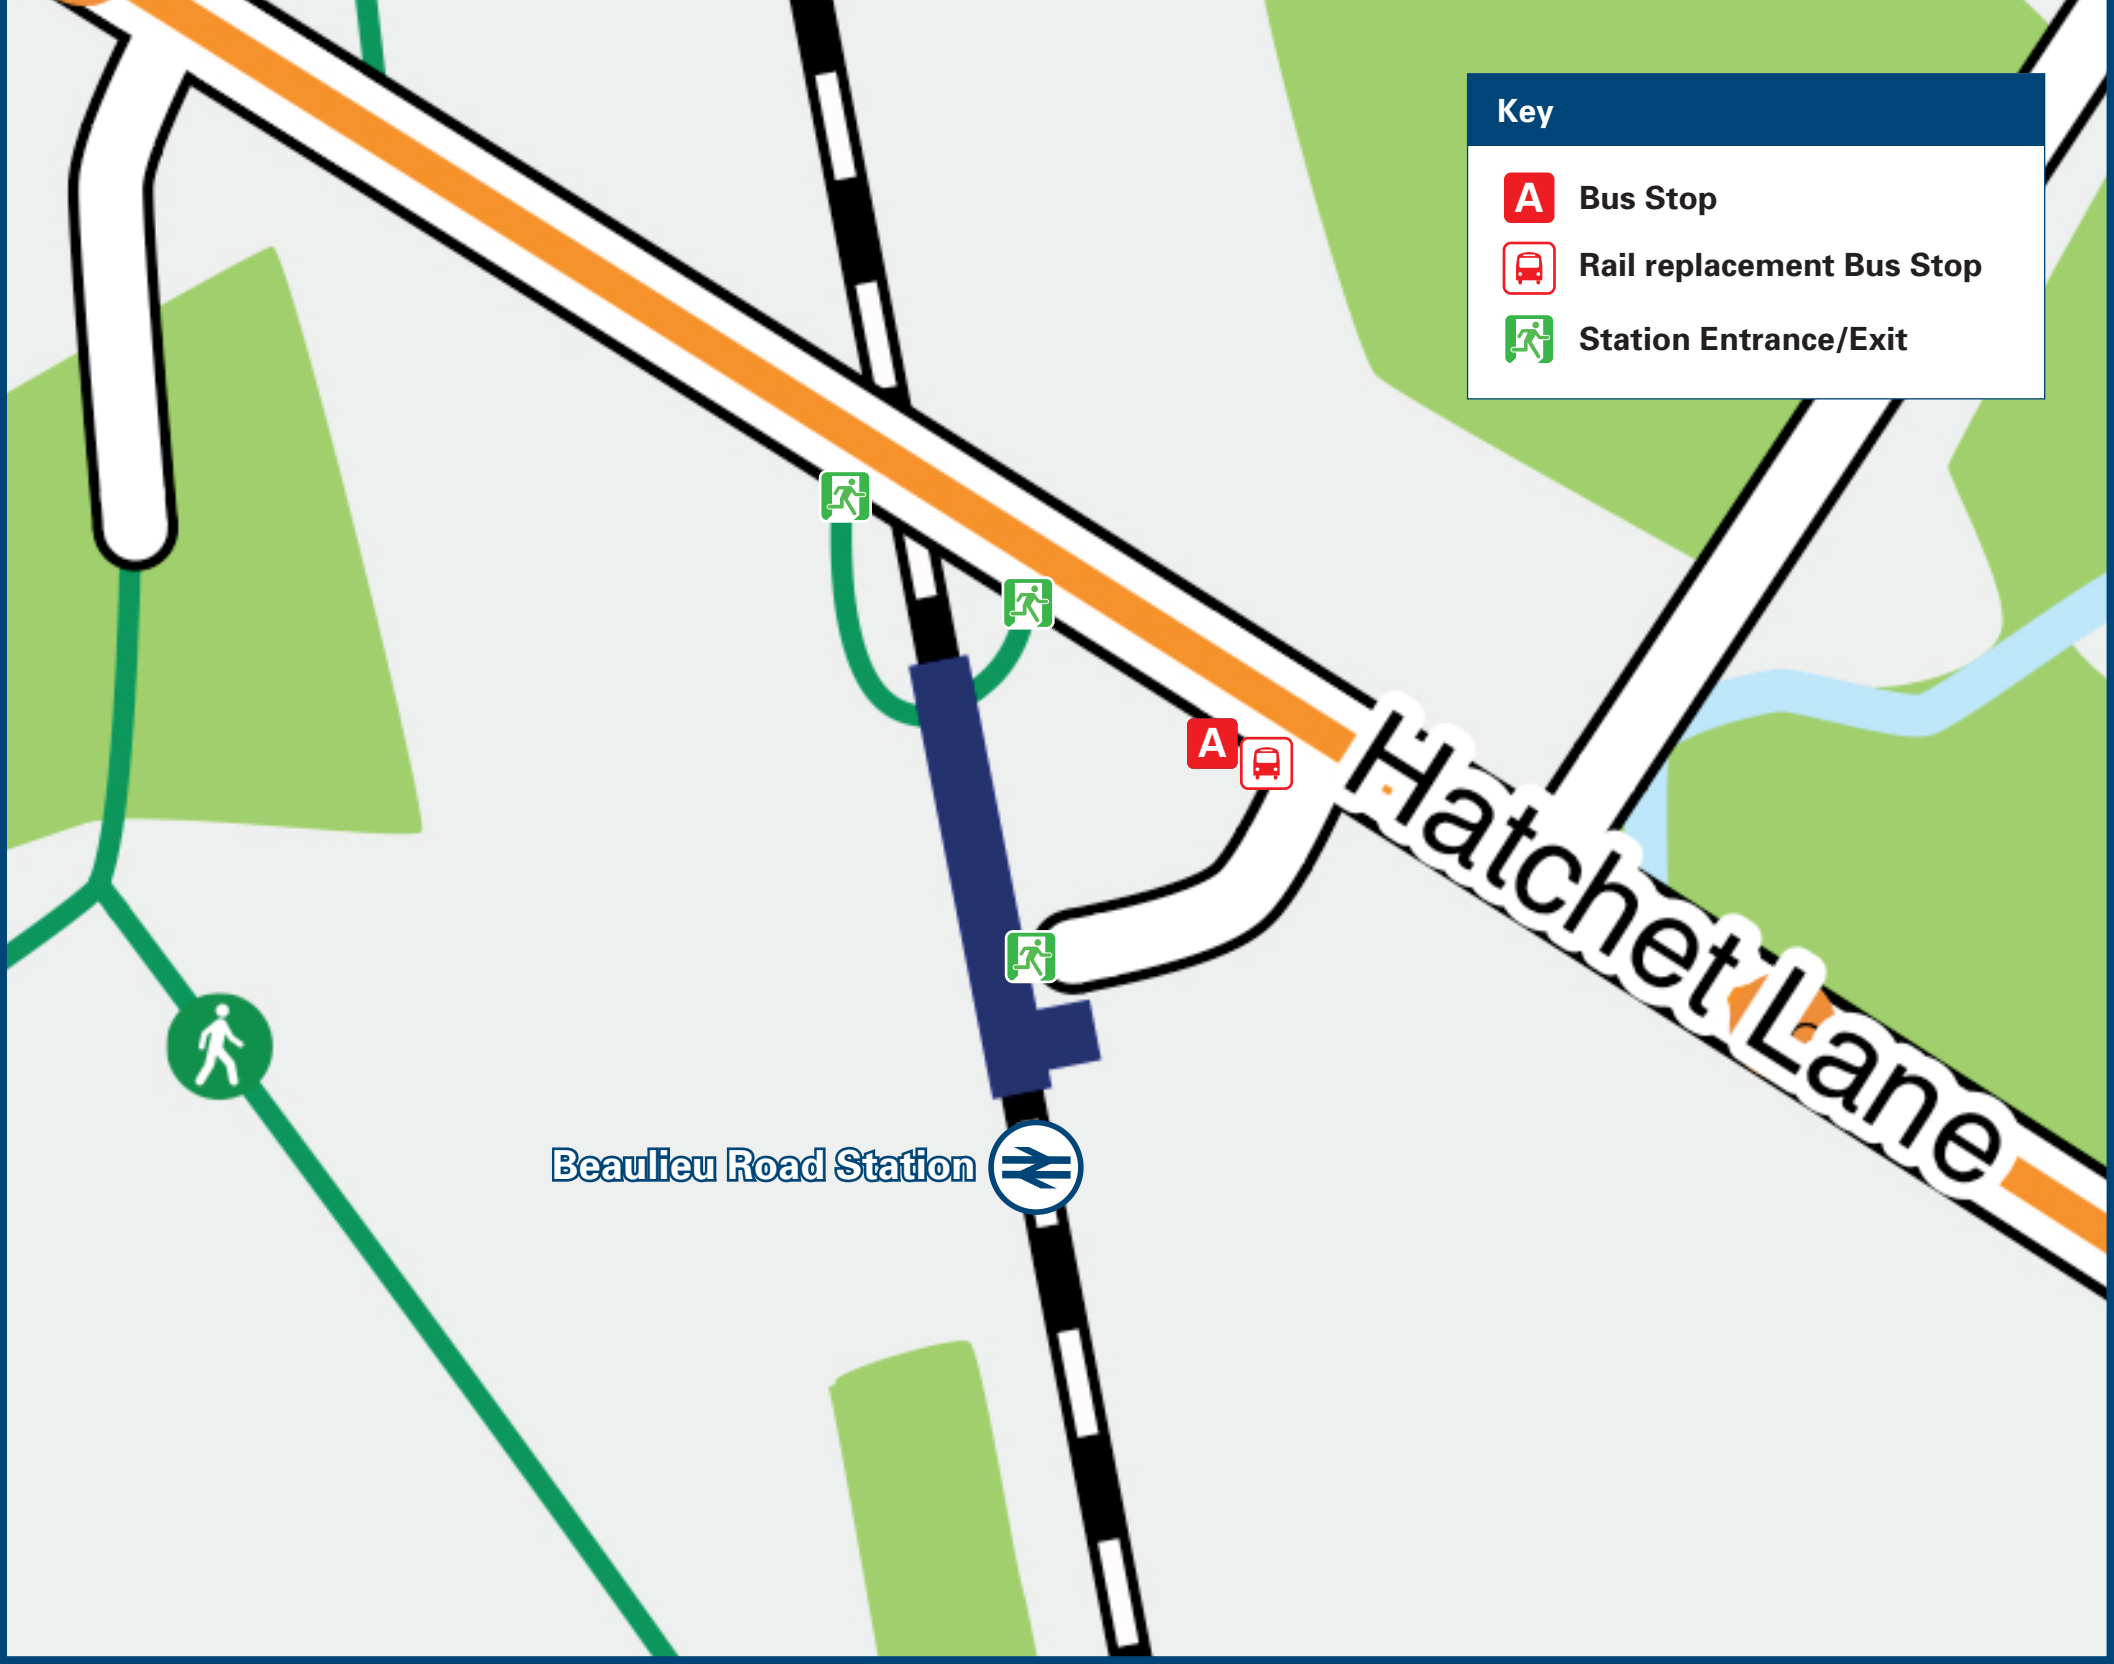 Key
A Bus Stop
Rail replacement Bus Stop
Station Entrance/Exit
A
Hatchet Lane
Beaulieu Road Station